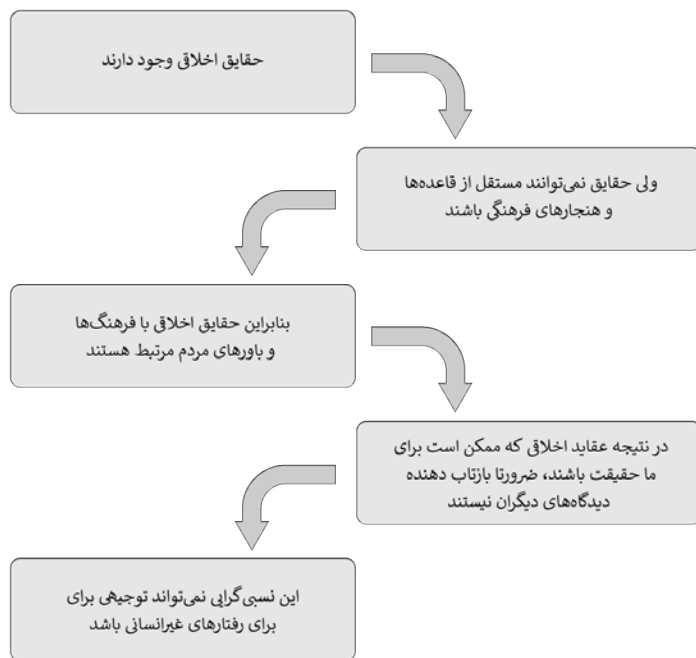 حقایق اخلاقی وجود دارند
ولی حقایق نمی‌توانند مستقل از قاعده‌ها
و هنجارهای فرهنگی باشند
بنابراین حقایق اخلاقی با فرهنگ‌ها
و باورهای مردم مرتبط هستند
در نتیجه عقاید اخلاقی که ممکن است برای
ما حقیقت باشند، ضرورتا بازتاب دهنده
دیدگاه‌های دیگران نیستند
این نسبی‌گرایی نمی‌تواند توجیهی برای
برای رفتارهای غیرانسانی باشد